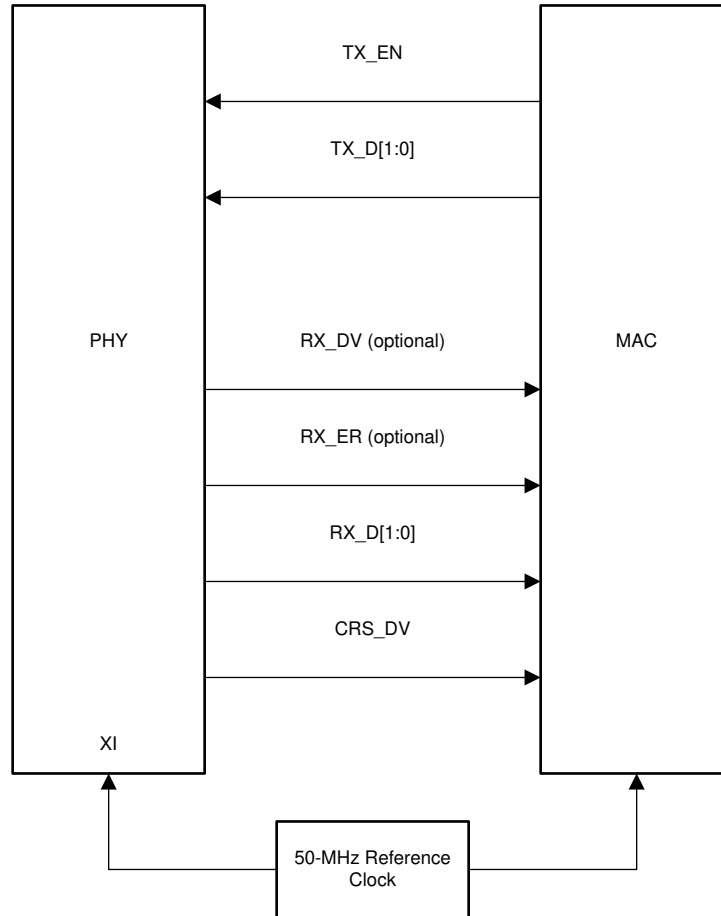 TX_EN
TX_D[1:0]
PHY
RX_DV (optional)
MAC
RX_ER (optional)
RX_D[1:0]
CRS_DV
XI
50-MHz Reference
Clock